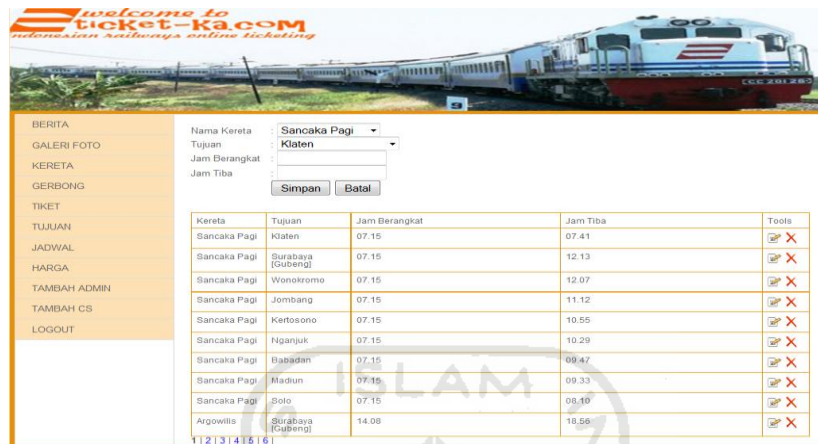 welcome to
ticket-ka.com
indonesian railways online ticketing
CC 201 26
9
BERITA
GALERI FOTO
KERETA
GERBONG
TIKET
TUJUAN
JADWAL
HARGA
TAMBAH ADMIN
TAMBAH CS
LOGOUT
Nama Kereta : Sancaka Pagi
Tujuan : Klaten
Jam Berangkat :
Jam Tiba :
Simpan Batal
Kereta Tujuan Jam Berangkat Jam Tiba Tools
Sancaka Pagi Klaten 07.15 07.41
Sancaka Pagi Surabaya [Gubeng] 07.15 12.13
Sancaka Pagi Wonokromo 07.15 12.07
Sancaka Pagi Jombang 07.15 11.12
Sancaka Pagi Kertosono 07.15 10.55
Sancaka Pagi Nganjuk 07.15 10.29
Sancaka Pagi Babadan 07.15 09.47
Sancaka Pagi Madiun 07.15 09.33
Sancaka Pagi Solo 07.15 08.10
Argowilis Surabaya [Gubeng] 14.08 18.56
1|2|3|4|5|6|
ISLAM